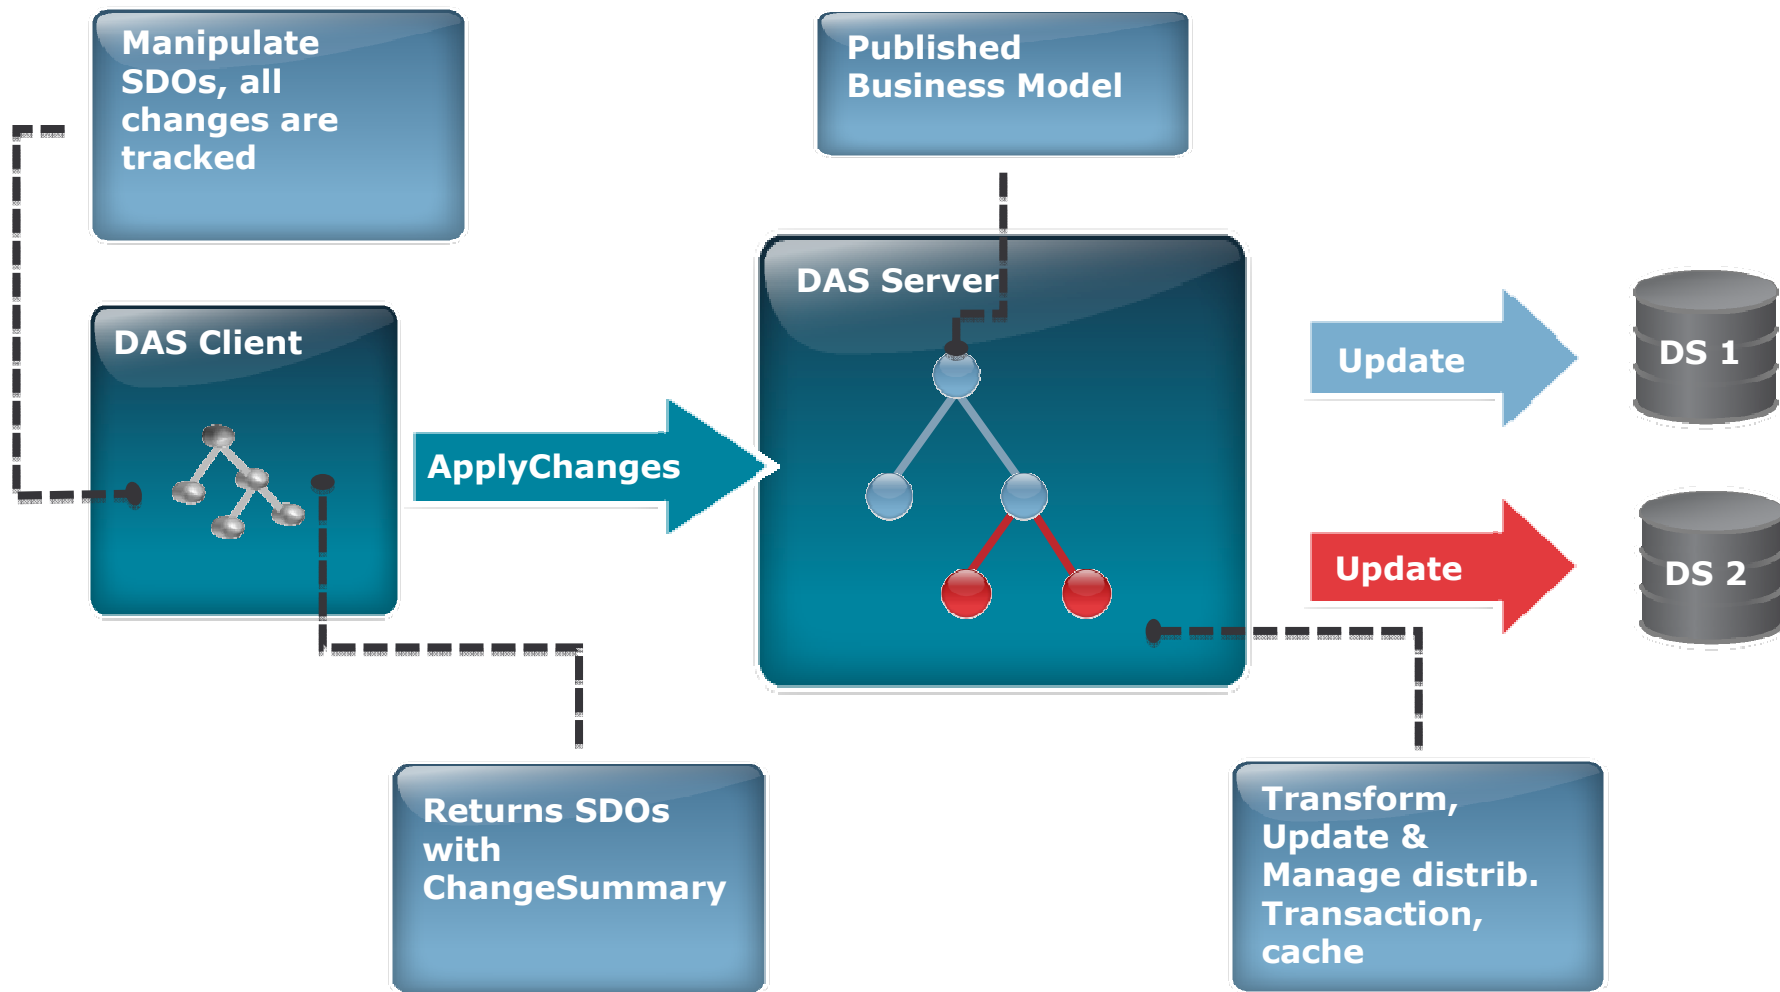 Manipulate
SDOs, all
changes are
tracked
Published
Business Model
DAS Client
ApplyChanges
DAS Server
Update
DS 1
Update
DS 2
Returns SDOs
with
ChangeSummary
Transform,
Update &
Manage distrib.
Transaction,
cache